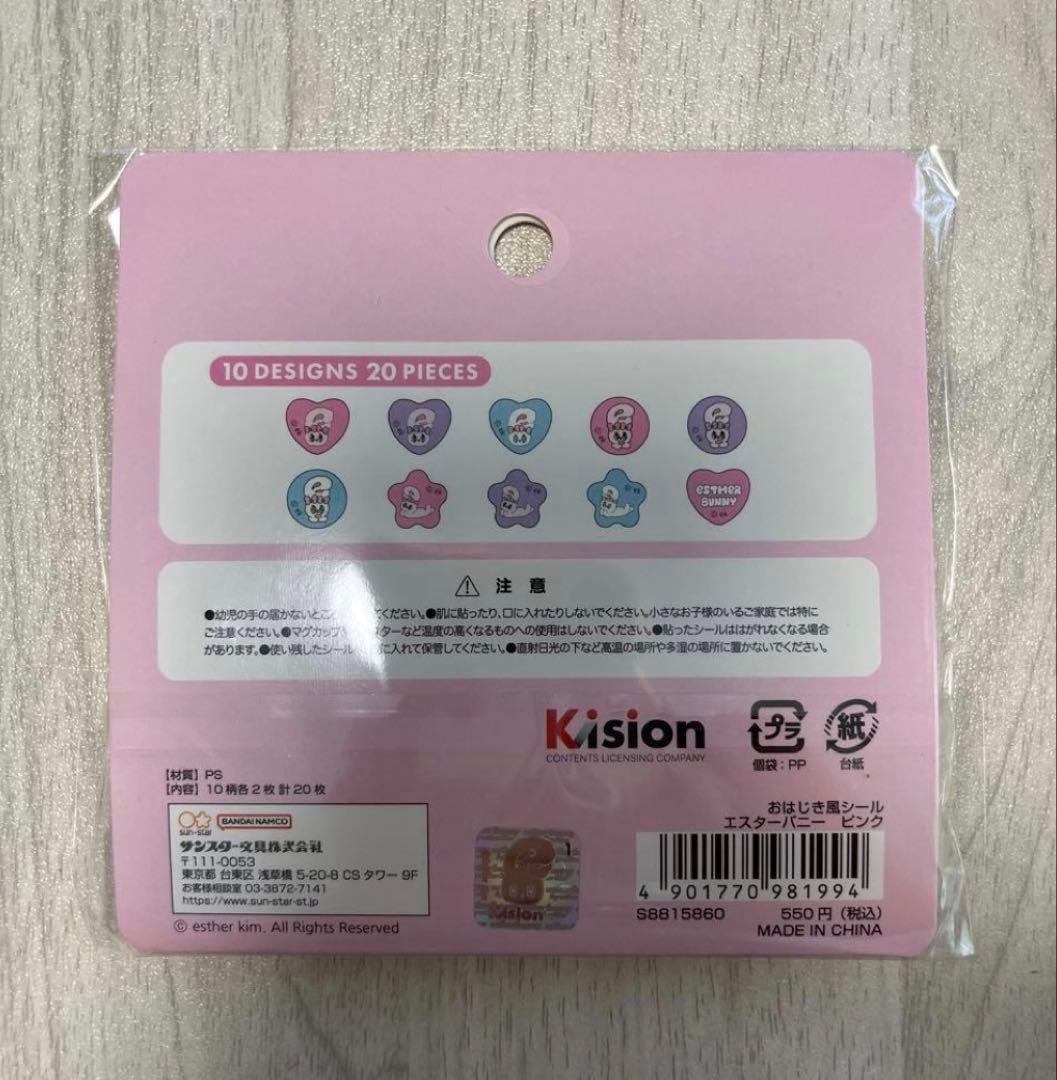 10 DESIGNS 20 PIECES
ESTHER
BUNNY
⚠ 注 意
●幼児の手の届かないとこ てください。●肌に貼ったり、口に入れたりしないでください。小さなお子様のいるご家庭では特に
ご注意ください。●マグカップ スターなど温度の高くなるものへの使用はしないでください。●貼ったシールははがれなくなる場合
があります。●使い残したシール に入れて保管してください。●直射日光の下など高温の場所や多湿の場所に置かないでください。
Kision
CONTENTS LICENSING COMPANY
プラ
個袋:PP
紙
台紙
【材質】PS
【内容】10柄各2枚 計20枚
sun-star
BANDAI NAMCO
サンスター文具株式会社
〒111-0053
東京都 台東区 浅草橋 5-20-8 CS タワー 9F
お客様相談室 03-3872-7141
https://www.sun-star-st.jp
© esther kim. All Rights Reserved
Kision
おはじき風シール
エスターバニー ピンク
4 901770 981994
S8815860 550円(税込)
MADE IN CHINA